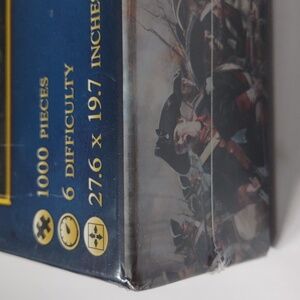 1000 PIECES
6 DIFFICULTY
27.6 X 19.7 INCHES